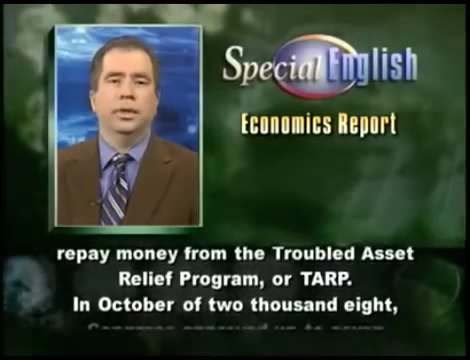 Special English
Economics Report
repay money from the Troubled Asset
Relief Program, or TARP.
In October of two thousand eight,